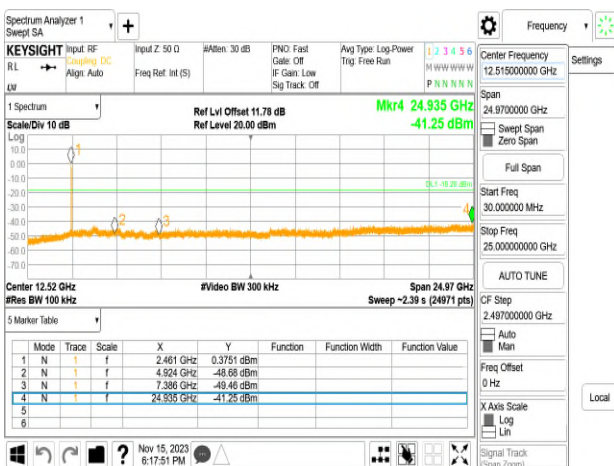 Spectrum Analyzer 1
Swept SA
Frequency
KEYSIGHT
Input: RF
Coupling: DC
Align: Auto
Input Z: 50 Ω
Freq Ref: Int (S)
#Atten: 30 dB
PNO: Fast
Gate: Off
IF Gain: Low
Sig Track: Off
Avg Type: Log-Power
Trig: Free Run
1 2 3 4 5 6
M W W W W W
P N N N N N
RL
Settings
Center Frequency
12.515000000 GHz
Span
24.9700000 GHz
Swept Span
Zero Span
Full Span
Start Freq
30.000000 MHz
Stop Freq
25.000000000 GHz
AUTO TUNE
CF Step
2.497000000 GHz
Auto
Man
Freq Offset
0 Hz
X Axis Scale
Log
Lin
Signal Track
(Span Zoom)
Local
1 Spectrum
Scale/Div 10 dB
Ref Lvl Offset 11.78 dB
Ref Level 20.00 dBm
Mkr4 24.935 GHz
-41.25 dBm
Log
10.0
0.00
-10.0
-20.0
-30.0
-40.0
-50.0
-60.0
-70.0
1
2
3
4
DL1 -18.28 dBm
Center 12.52 GHz
#Video BW 300 kHz
Span 24.97 GHz
#Res BW 100 kHz
Sweep ~2.39 s (24971 pts)
5 Marker Table
Mode Trace Scale X Y Function Function Width Function Value
1 N 1 f 2.461 GHz 0.3751 dBm
2 N 1 f 4.924 GHz -48.68 dBm
3 N 1 f 7.386 GHz -49.46 dBm
4 N 1 f 24.935 GHz -41.25 dBm
5
6
?
Nov 15, 2023
6:17:51 PM